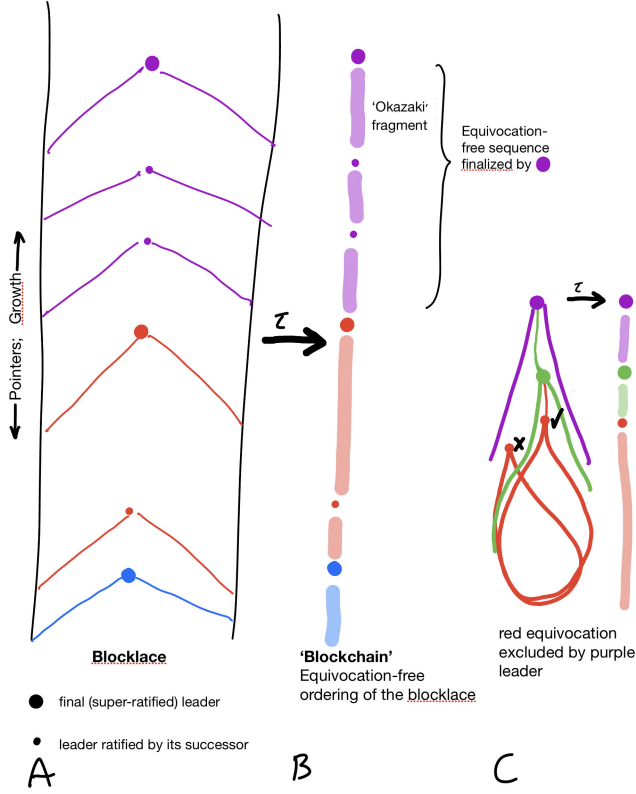 'Okazaki'
fragment
Equivocation-
free sequence
finalized by
Pointers; Growth
τ
τ
Blocklace
'Blockchain'
Equivocation-free
ordering of the blocklace
red equivocation
excluded by purple
leader
final (super-ratified) leader
leader ratified by its successor
A
B
C